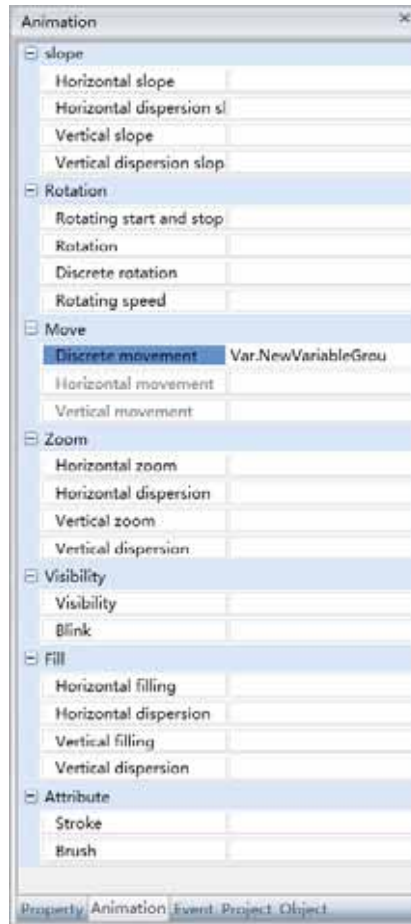 Animation
slope
Horizontal slope
Horizontal dispersion sl
Vertical slope
Vertical dispersion slop
Rotation
Rotating start and stop
Rotation
Discrete rotation
Rotating speed
Move
Discrete movement Var.NewVariableGrou
Horizontal movement
Vertical movement
Zoom
Horizontal zoom
Horizontal dispersion
Vertical zoom
Vertical dispersion
Visibility
Visibility
Blink
Fill
Horizontal filling
Horizontal dispersion
Vertical filling
Vertical dispersion
Attribute
Stroke
Brush
Property Animation Event Project Object